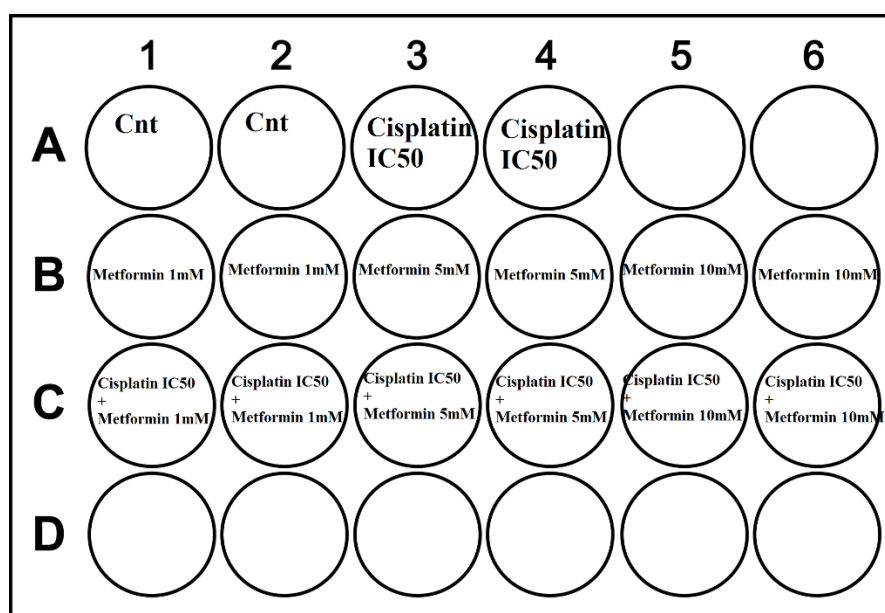 1 2 3 4 5 6
A
Cnt
Cnt
Cisplatin
IC50
Cisplatin
IC50
B
Metformin 1mM
Metformin 1mM
Metformin 5mM
Metformin 5mM
Metformin 10mM
Metformin 10mM
C
Cisplatin IC50
+
Metformin 1mM
Cisplatin IC50
+
Metformin 1mM
Cisplatin IC50
+
Metformin 5mM
Cisplatin IC50
+
Metformin 5mM
Cisplatin IC50
+
Metformin 10mM
Cisplatin IC50
+
Metformin 10mM
D